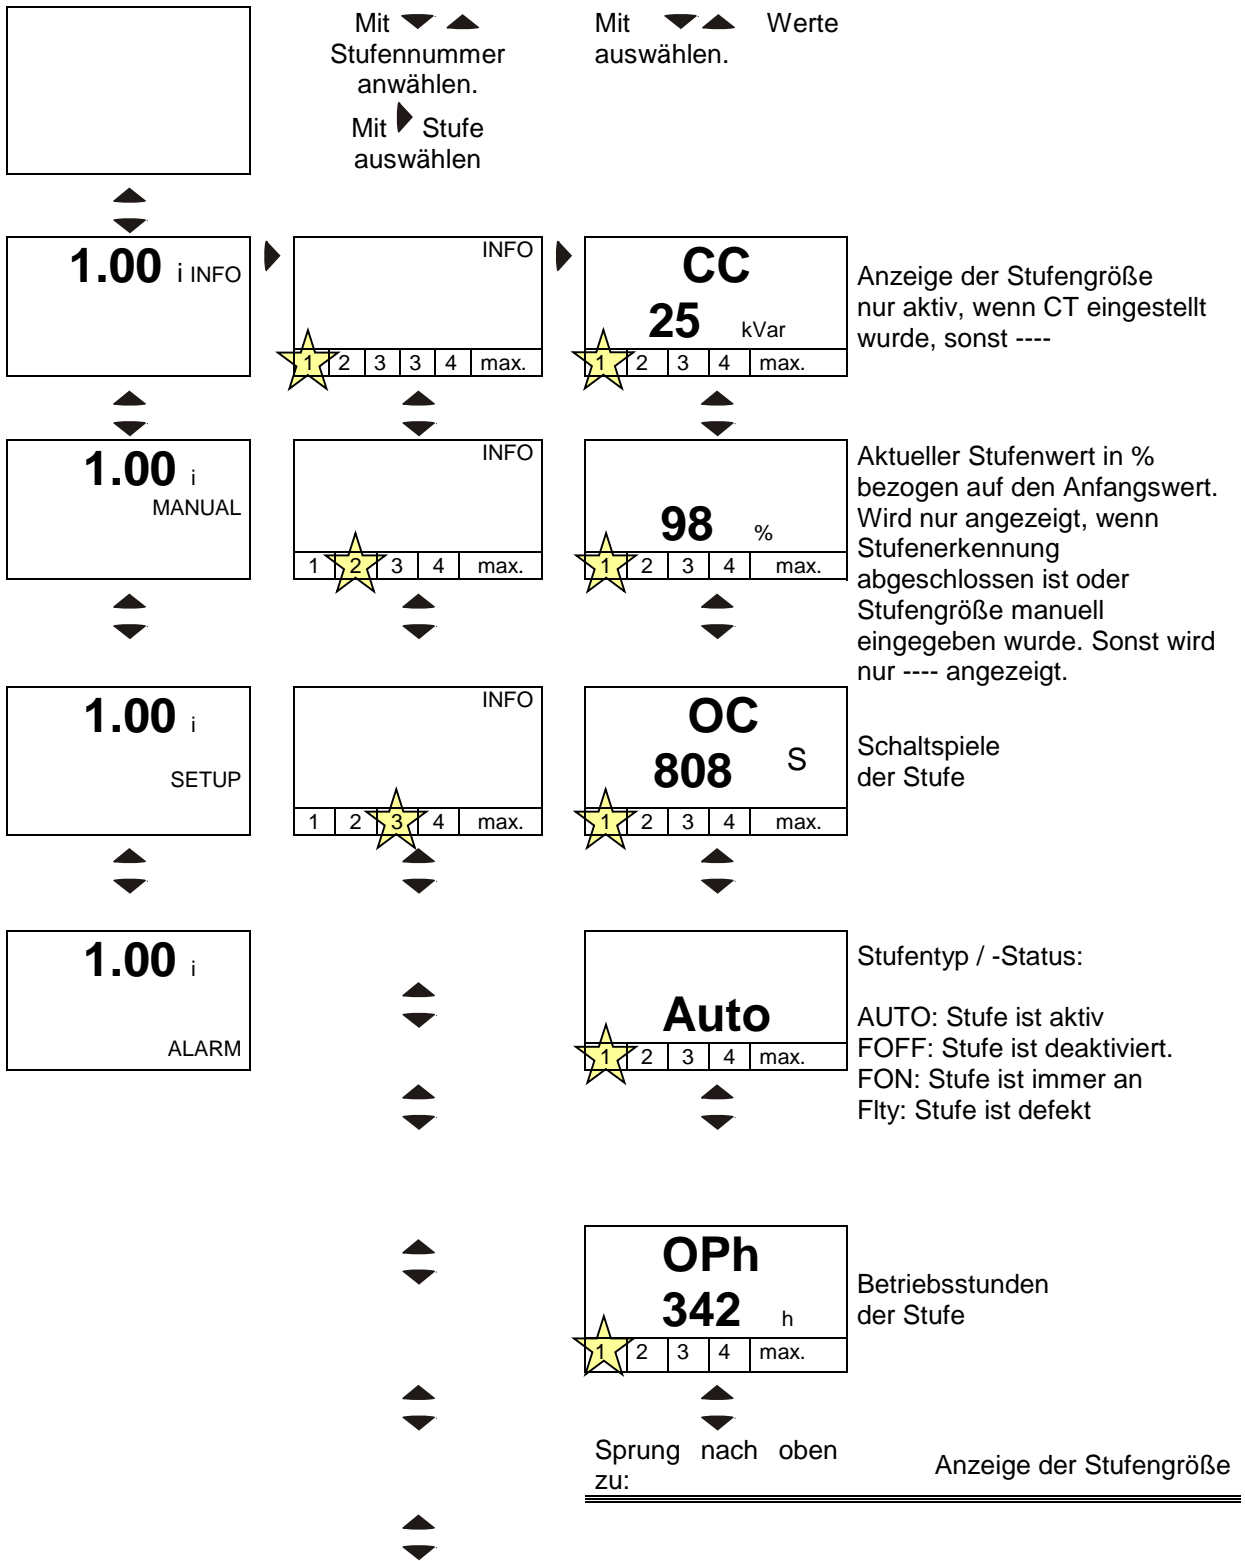 Mit
Stufennummer
anwählen.
Mit Stufe
auswählen
Mit Werte
auswählen.
1.00 i INFO
INFO
1 2 3 3 4 max.
CC
25 kVar
1 2 3 4 max.
Anzeige der Stufengröße
nur aktiv, wenn CT eingestellt
wurde, sonst ----
1.00 i
MANUAL
INFO
1 2 3 4 max.
98 %
1 2 3 4 max.
Aktueller Stufenwert in %
bezogen auf den Anfangswert.
Wird nur angezeigt, wenn
Stufenerkennung
abgeschlossen ist oder
Stufengröße manuell
eingegeben wurde. Sonst wird
nur ---- angezeigt.
1.00 i
SETUP
INFO
1 2 3 4 max.
OC
808 S
1 2 3 4 max.
Schaltspiele
der Stufe
1.00 i
ALARM
Auto
1 2 3 4 max.
Stufentyp / -Status:
AUTO: Stufe ist aktiv
FOFF: Stufe ist deaktiviert.
FON: Stufe ist immer an
Flty: Stufe ist defekt
OPh
342 h
1 2 3 4 max.
Betriebsstunden
der Stufe
Sprung nach oben
zu:
Anzeige der Stufengröße